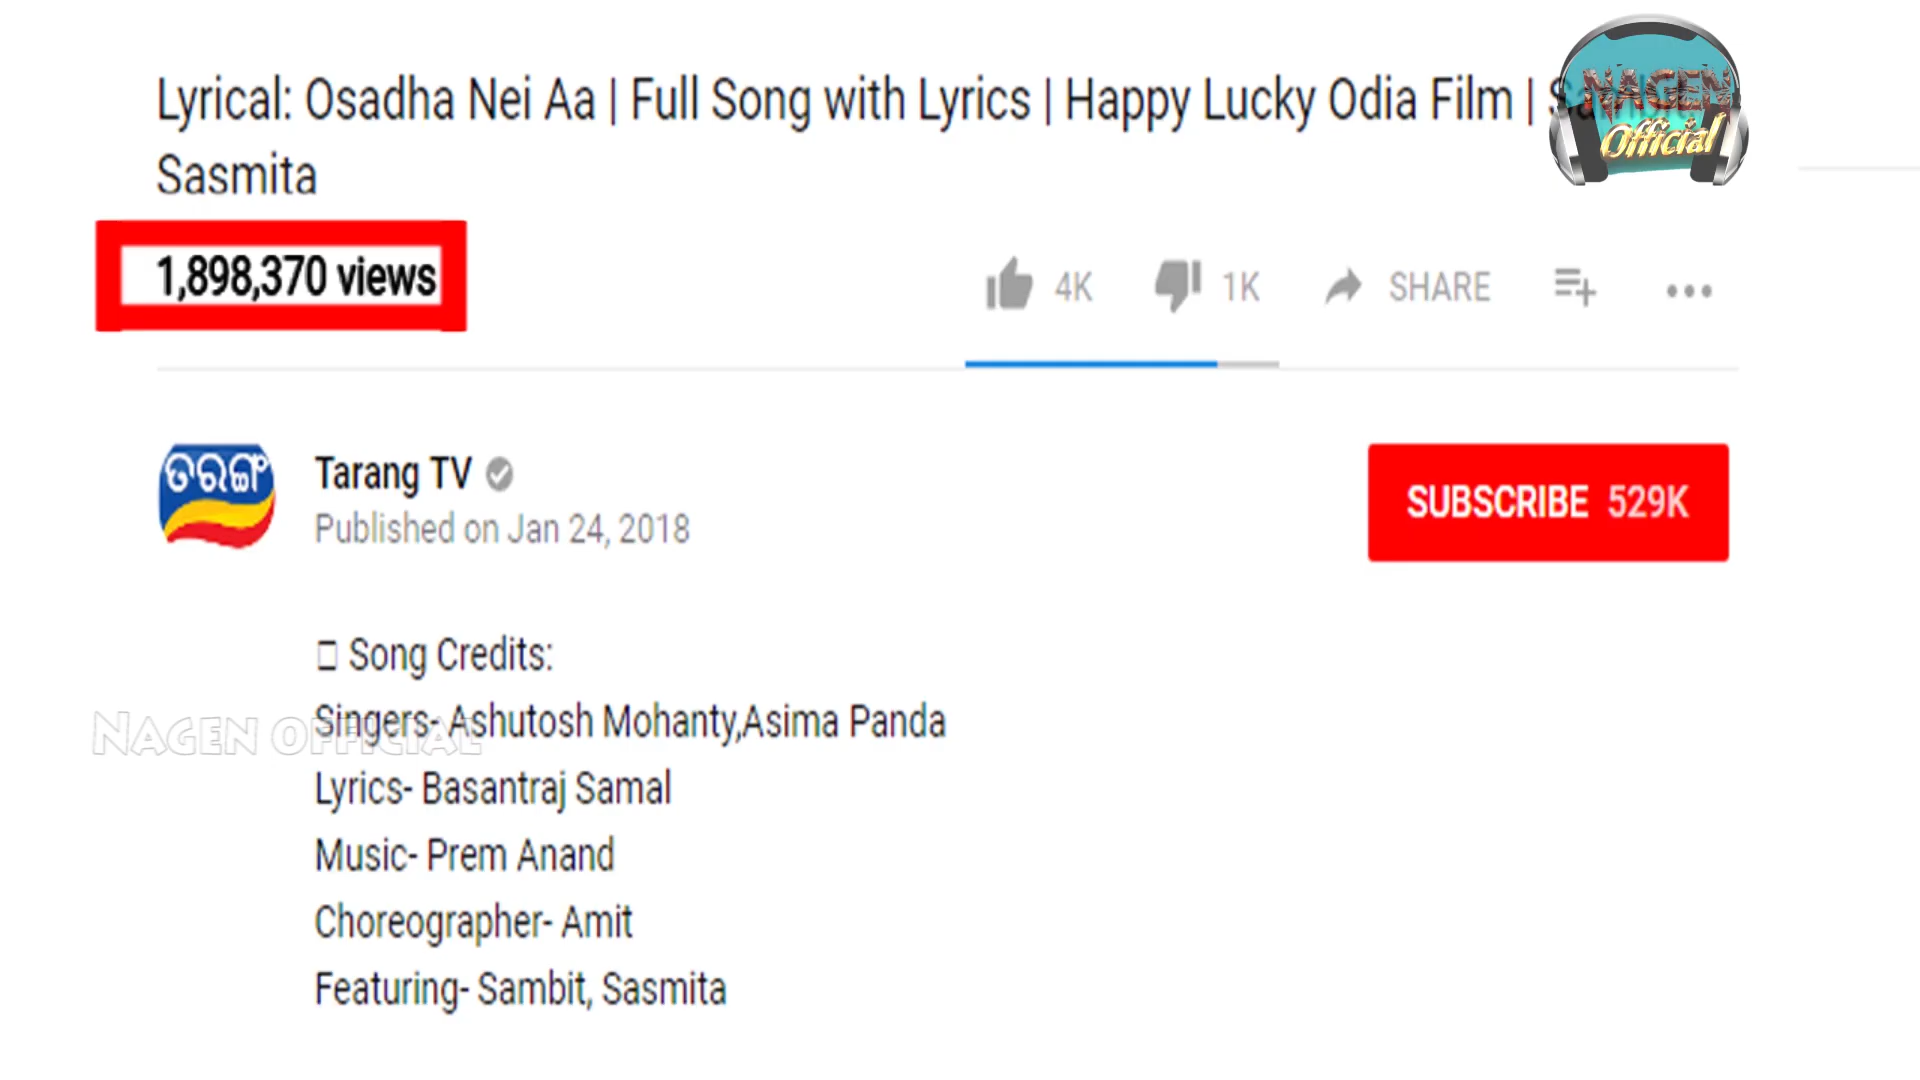 Lyrical: Osadha Nei Aa | Full Song with Lyrics | Happy Lucky Odia Film |
Sasmita
NAGEN
Official
1,898,370 views
4K 1K SHARE
ତରଙ୍ଗ
Tarang TV
Published on Jan 24, 2018
SUBSCRIBE 529K
Song Credits:
Singers- Ashutosh Mohanty,Asima Panda
NAGEN OFFICIAL
Lyrics- Basantraj Samal
Music- Prem Anand
Choreographer- Amit
Featuring- Sambit, Sasmita